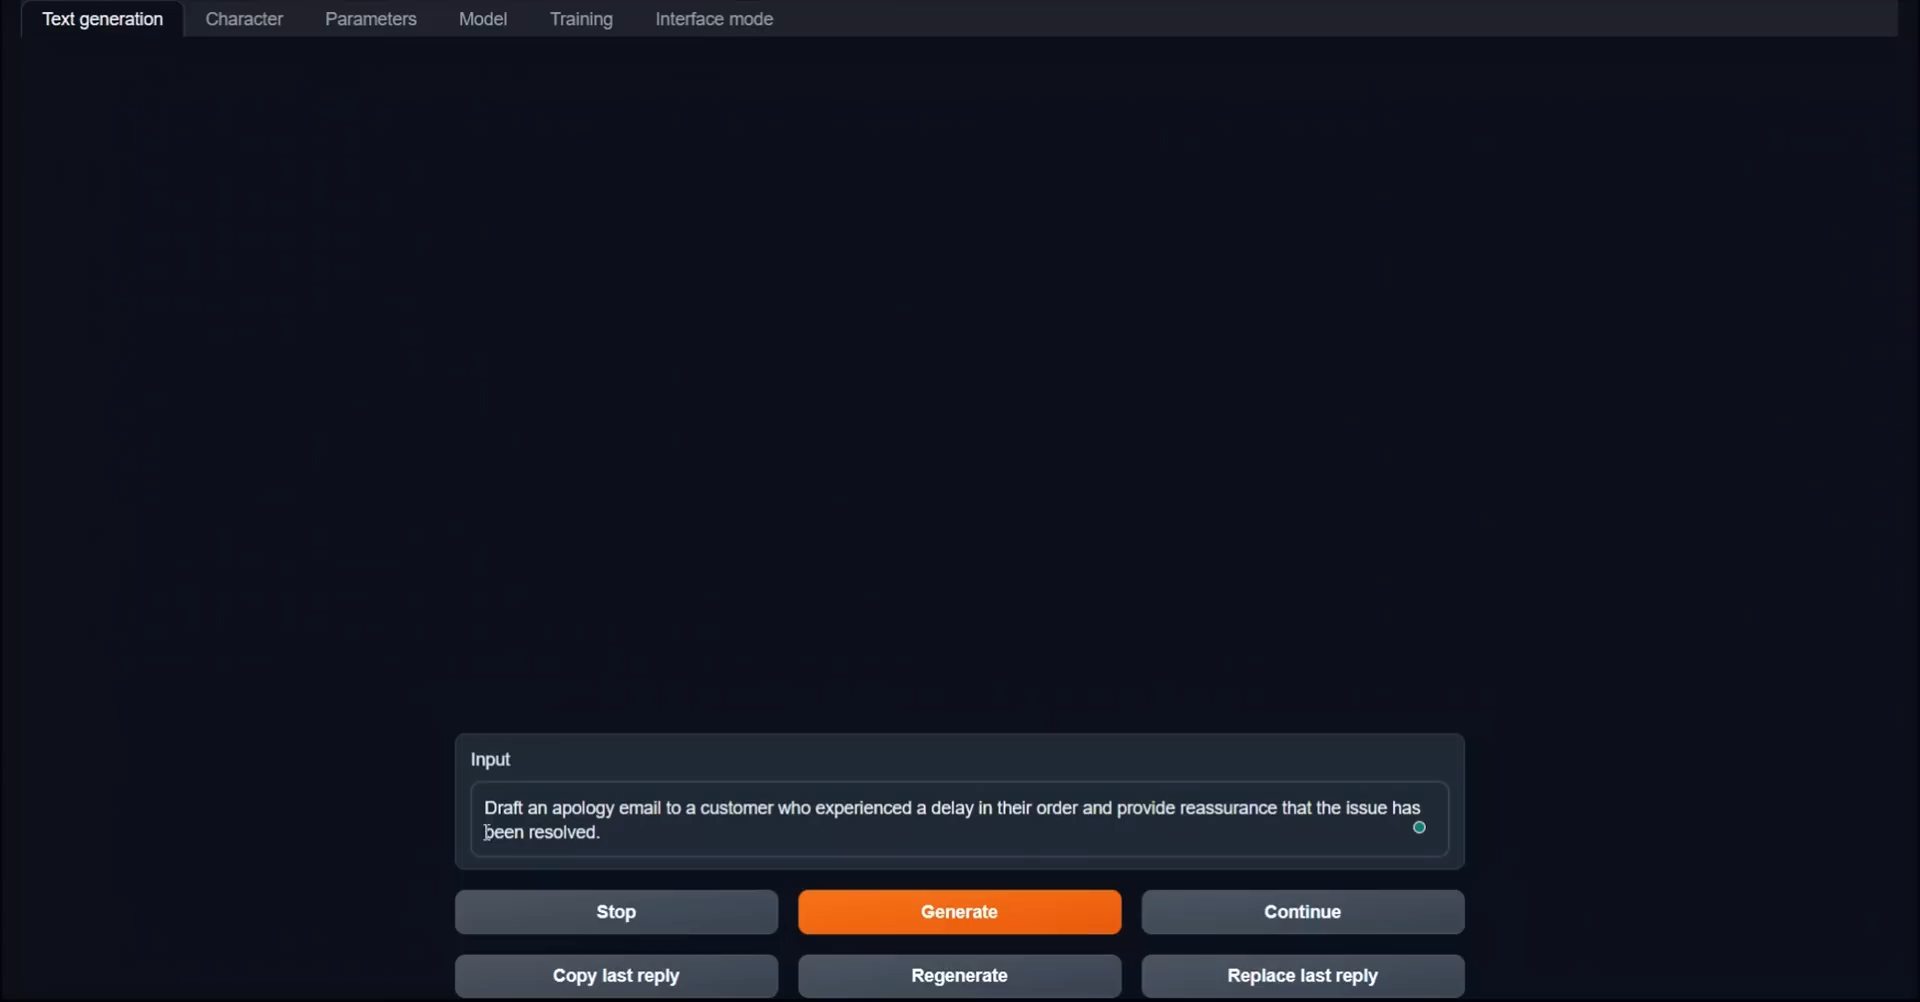 Text generation Character Parameters Model Training Interface mode
Input
Draft an apology email to a customer who experienced a delay in their order and provide reassurance that the issue has
been resolved.
Stop Generate Continue
Copy last reply Regenerate Replace last reply